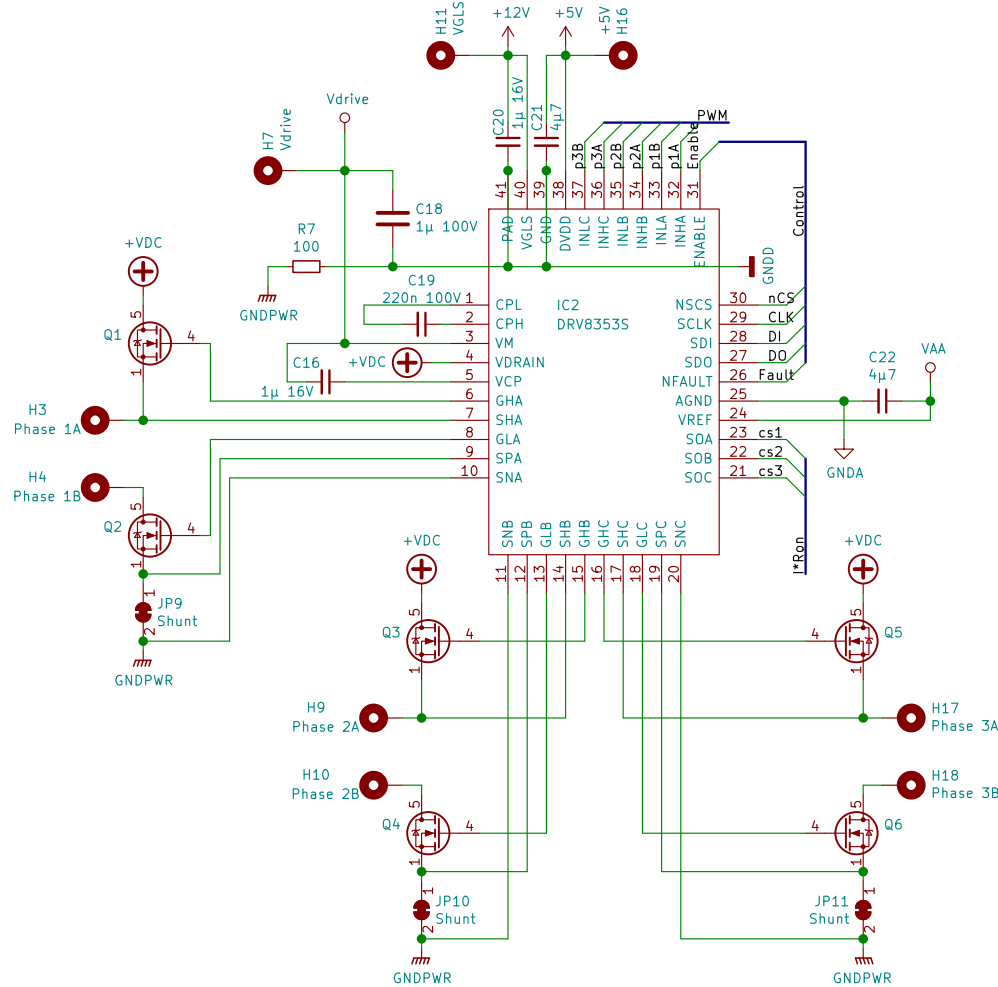 H11
VGLS
+12V
+5V
+5V
H16
Vdrive
H7
Vdrive
C20
1µ 16V
C21
4µ7
PWM
p3B
p3A
p2B
p2A
p1B
p1A
Enable
Control
41
40
39
38
37
36
35
34
33
32
31
PAD
VGLS
GND
DVDD
INLC
INHC
INLB
INHB
INLA
INHA
ENABLE
C18
1µ 100V
R7
100
GNDPWR
GNDD
C19
220n 100V
IC2
DRV8353S
1 CPL
2 CPH
3 VM
4 VDRAIN
5 VCP
6 GHA
7 SHA
8 GLA
9 SPA
10 SNA
NSCS 30 nCS
SCLK 29 CLK
SDI 28 DI
SDO 27 DO
NFAULT 26 Fault
AGND 25
VREF 24
SOA 23 cs1
SOB 22 cs2
SOC 21 cs3
I*Ron
C22
4µ7
VAA
GNDA
+VDC
C16
1µ 16V
+VDC
5
Q1
4
1
H3
Phase 1A
H4
Phase 1B
5
Q2
4
1
1
JP9
Shunt
2
GNDPWR
SNB
SPB
GLB
SHB
GHB
GHC
SHC
GLC
SPC
SNC
11
12
13
14
15
16
17
18
19
20
+VDC
5
Q3
4
1
H9
Phase 2A
H10
Phase 2B
5
Q4
4
1
1
JP10
Shunt
2
GNDPWR
+VDC
5
4
Q5
1
H17
Phase 3A
H18
Phase 3B
5
4
Q6
1
1
JP11
Shunt
2
GNDPWR